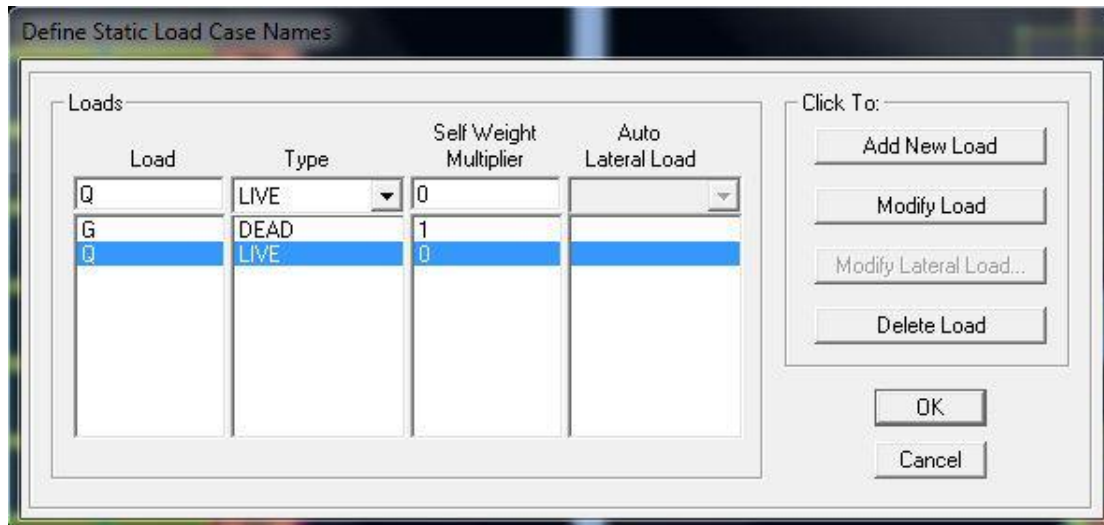 Define Static Load Case Names
Loads
Load Type Self Weight Multiplier Auto Lateral Load
Q LIVE 0
G DEAD 1
Q LIVE 0
Click To:
Add New Load
Modify Load
Modify Lateral Load...
Delete Load
OK
Cancel